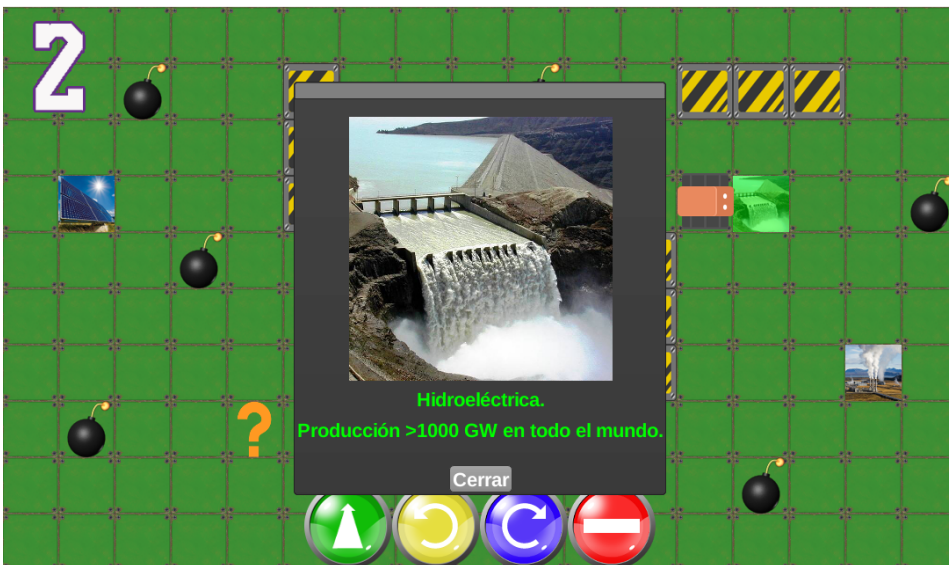 2
?
Hidroeléctrica.
Producción >1000 GW en todo el mundo.
Cerrar